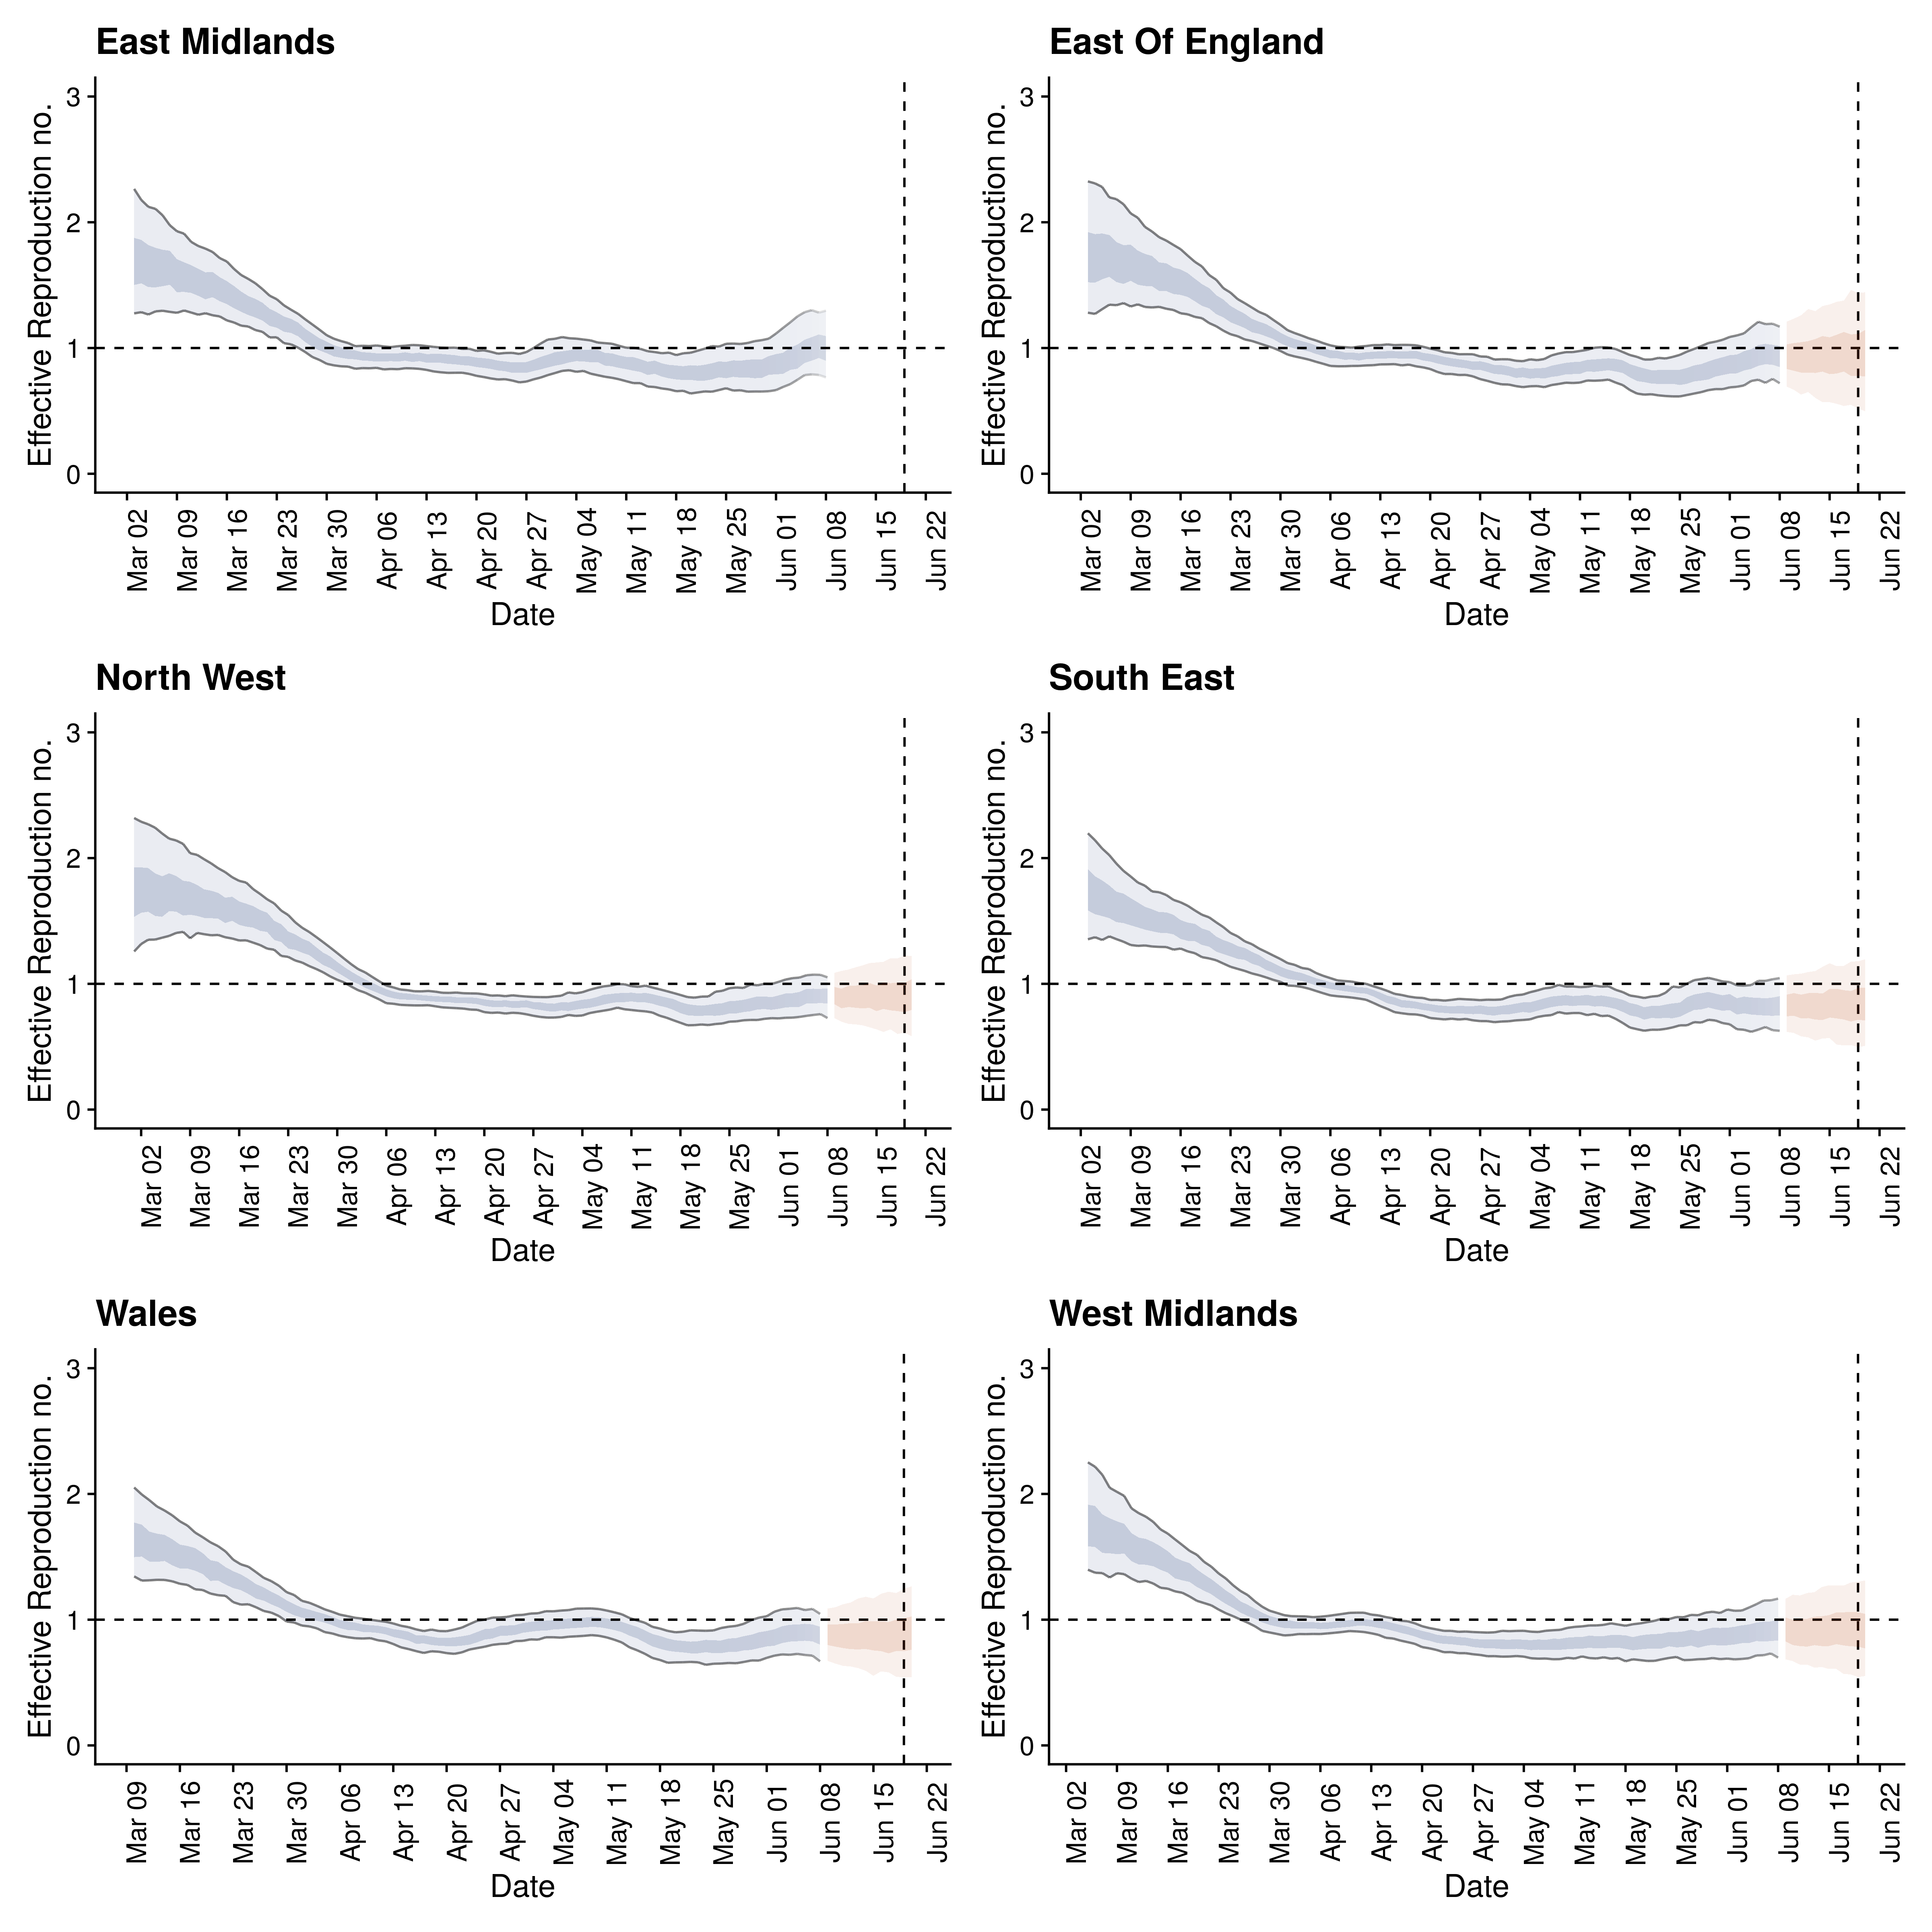 East Midlands
Effective Reproduction no.
3
2
1
0
Mar 02
Mar 09
Mar 16
Mar 23
Mar 30
Apr 06
Apr 13
Apr 20
Apr 27
May 04
May 11
May 18
May 25
Jun 01
Jun 08
Jun 15
Jun 22
Date
East Of England
Effective Reproduction no.
3
2
1
0
Mar 02
Mar 09
Mar 16
Mar 23
Mar 30
Apr 06
Apr 13
Apr 20
Apr 27
May 04
May 11
May 18
May 25
Jun 01
Jun 08
Jun 15
Jun 22
Date
North West
Effective Reproduction no.
3
2
1
0
Mar 02
Mar 09
Mar 16
Mar 23
Mar 30
Apr 06
Apr 13
Apr 20
Apr 27
May 04
May 11
May 18
May 25
Jun 01
Jun 08
Jun 15
Jun 22
Date
South East
Effective Reproduction no.
3
2
1
0
Mar 02
Mar 09
Mar 16
Mar 23
Mar 30
Apr 06
Apr 13
Apr 20
Apr 27
May 04
May 11
May 18
May 25
Jun 01
Jun 08
Jun 15
Jun 22
Date
Wales
Effective Reproduction no.
3
2
1
0
Mar 09
Mar 16
Mar 23
Mar 30
Apr 06
Apr 13
Apr 20
Apr 27
May 04
May 11
May 18
May 25
Jun 01
Jun 08
Jun 15
Jun 22
Date
West Midlands
Effective Reproduction no.
3
2
1
0
Mar 02
Mar 09
Mar 16
Mar 23
Mar 30
Apr 06
Apr 13
Apr 20
Apr 27
May 04
May 11
May 18
May 25
Jun 01
Jun 08
Jun 15
Jun 22
Date